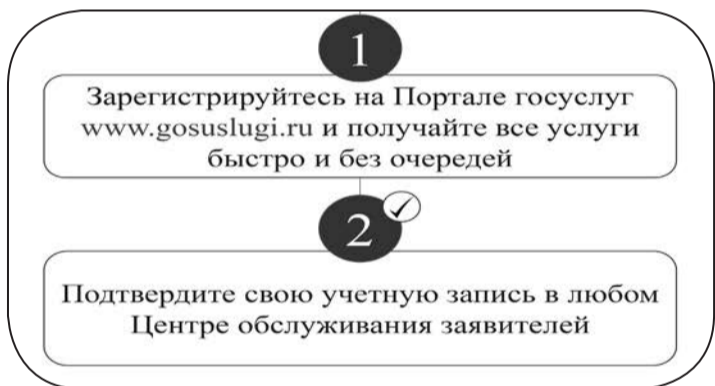 1
Зарегистрируйтесь на Портале госуслуг
www.gosuslugi.ru и получайте все услуги
быстро и без очередей
2
Подтвердите свою учетную запись в любом
Центре обслуживания заявителей